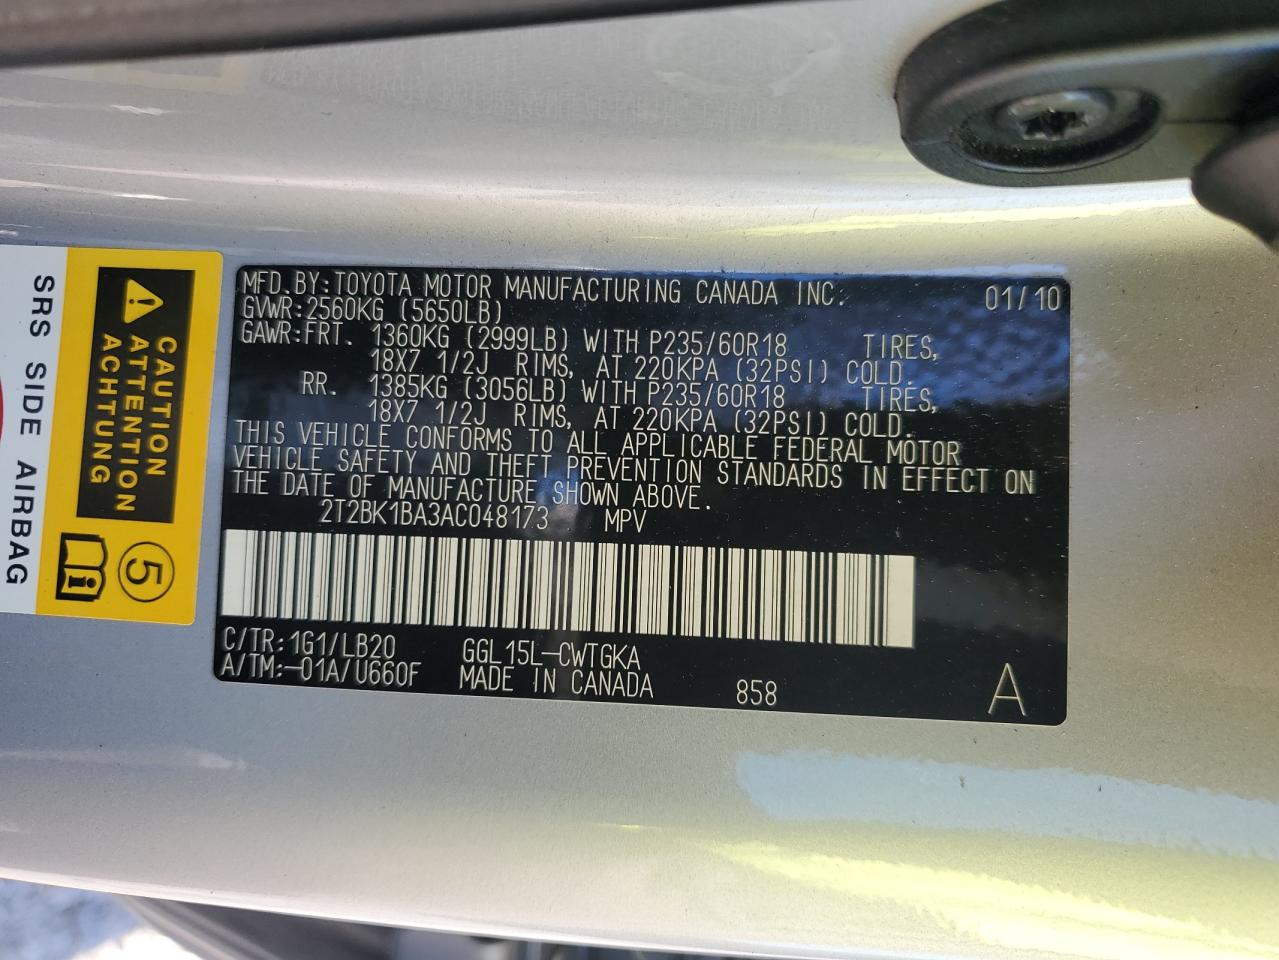 MFD.BY:TOYOTA MOTOR MANUFACTURING CANADA INC. 01/10
GVWR:2560KG (5650LB)
GAWR:FRT. 1360KG (2999LB) WITH P235/60R18 TIRES,
18X7 1/2J RIMS, AT 220KPA (32PSI) COLD.
RR. 1385KG (3056LB) WITH P235/60R18 TIRES,
18X7 1/2J RIMS, AT 220KPA (32PSI) COLD.
THIS VEHICLE CONFORMS TO ALL APPLICABLE FEDERAL MOTOR
VEHICLE SAFETY AND THEFT PREVENTION STANDARDS IN EFFECT ON
THE DATE OF MANUFACTURE SHOWN ABOVE.
2T2BK1BA3AC048173 MPV
C/TR:1G1/LB20 GGL15L-CWTGKA
A/TM:-01A/U660F MADE IN CANADA 858 A
CAUTION
ATTENTION
ACHTUNG
5
i
SRS SIDE AIRBAG